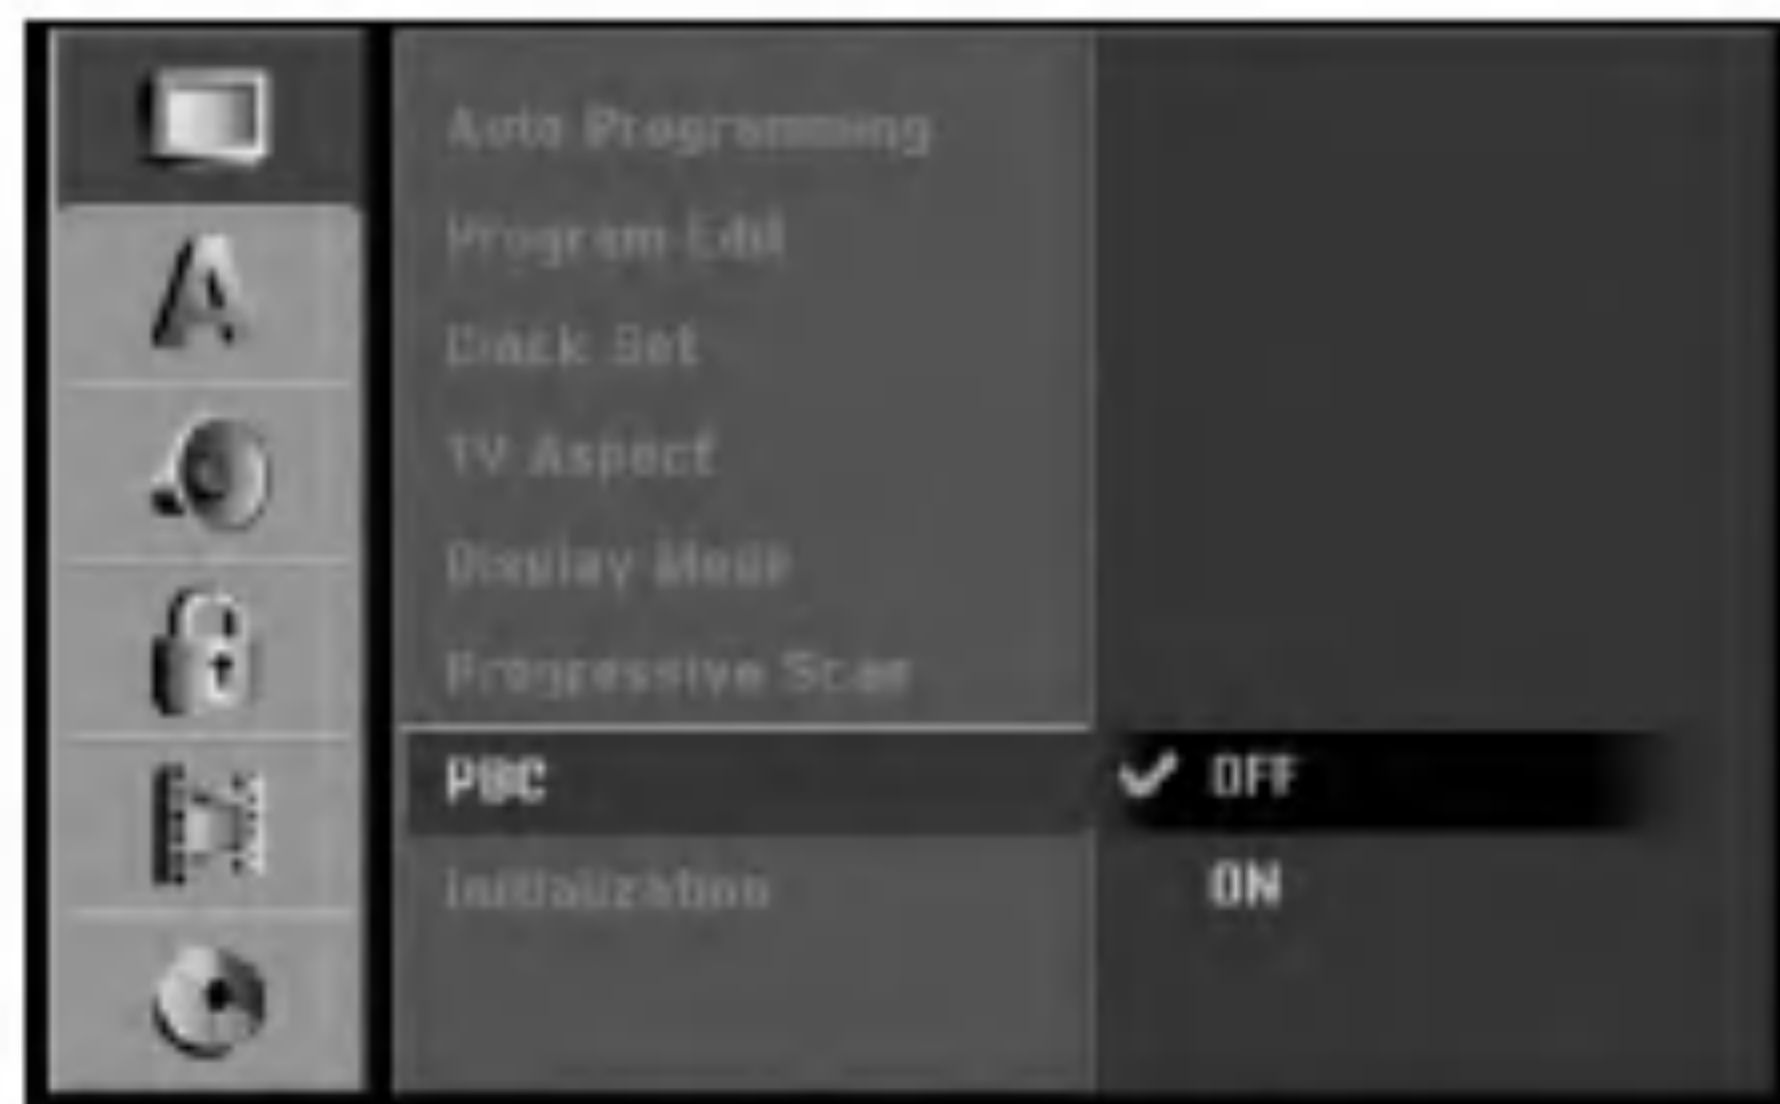 Auto Programming
Program Edit
Clock Set
TV Aspect
Display Mode
Progressive Scan
PBC
OFF
ON
Initialization